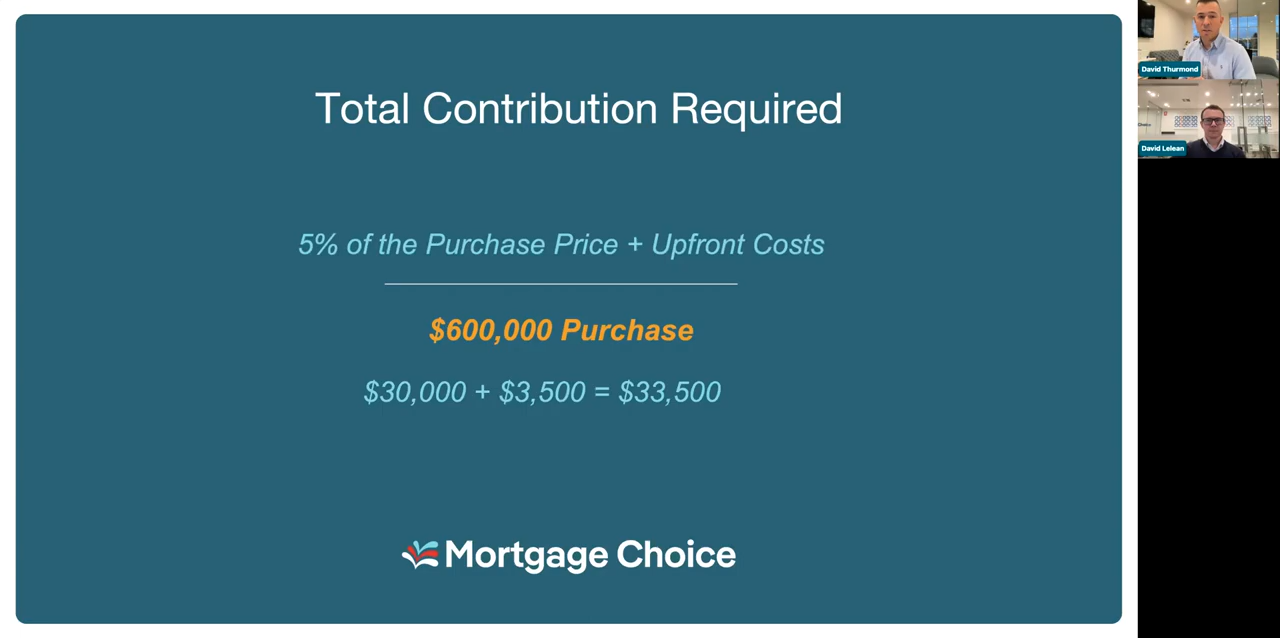 Total Contribution Required
5% of the Purchase Price + Upfront Costs
$600,000 Purchase
$30,000 + $3,500 = $33,500
Mortgage Choice
David Thurmond
David Lelean